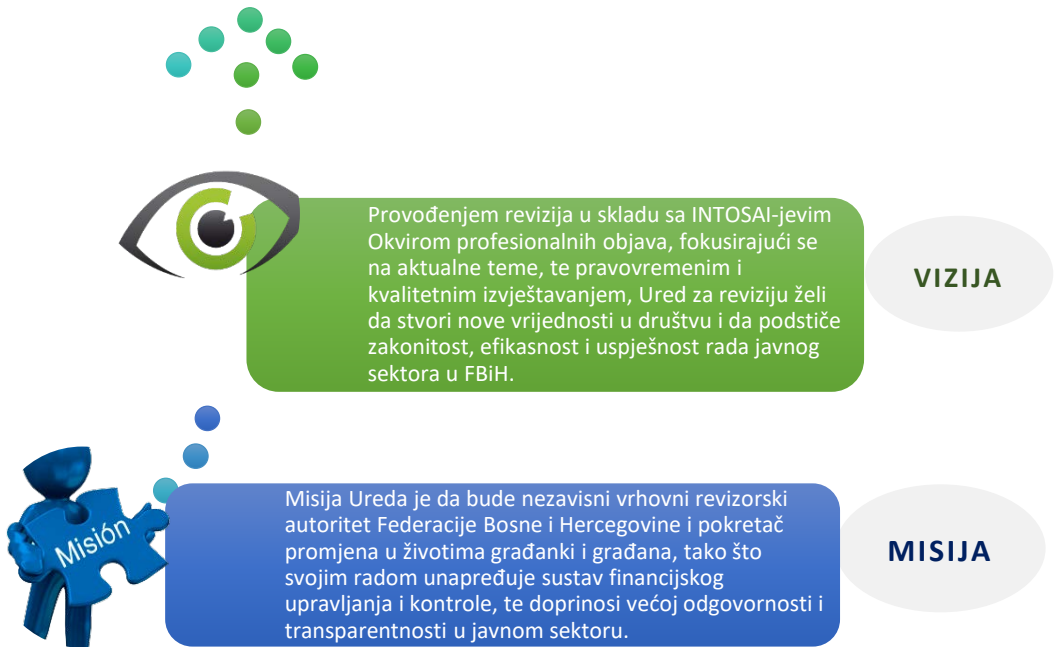 Provođenjem revizija u skladu sa INTOSAI-jevim
Okvirom profesionalnih objava, fokusirajući se
na aktualne teme, te pravovremenim i
kvalitetnim izvještavanjem, Ured za reviziju želi
da stvori nove vrijednosti u društvu i da podstiče
zakonitost, efikasnost i uspješnost rada javnog
sektora u FBiH.
VIZIJA
Misión
Misija Ureda je da bude nezavisni vrhovni revizorski
autoritet Federacije Bosne i Hercegovine i pokretač
promjena u životima građanki i građana, tako što
svojim radom unapređuje sustav financijskog
upravljanja i kontrole, te doprinosi većoj odgovornosti i
transparentnosti u javnom sektoru.
MISIJA